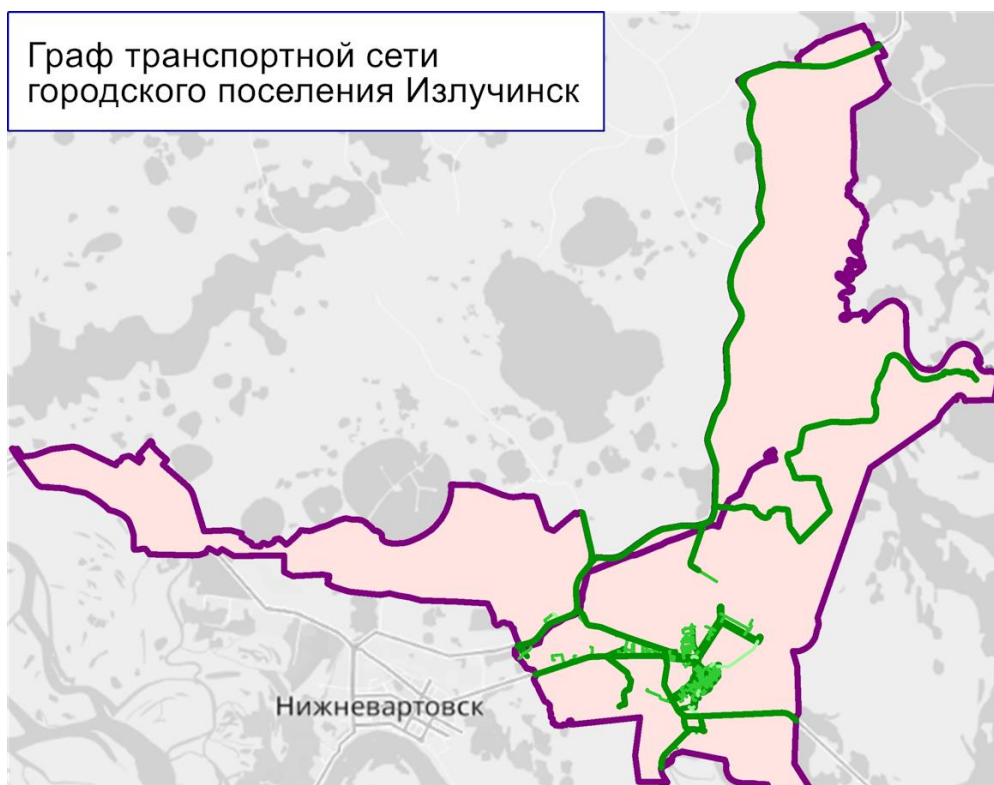 Граф транспортной сети
городского поселения Излучинск
Нижневартовск